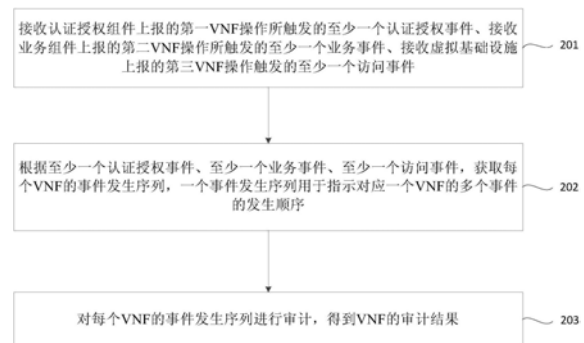 接收认证授权组件上报的第一VNF操作所触发的至少一个认证授权事件、接收
业务组件上报的第二VNF操作所触发的至少一个业务事件、接收虚拟基础设施
上报的第三VNF操作触发的至少一个访问事件
201
根据至少一个认证授权事件、至少一个业务事件、至少一个访问事件，获取每
个VNF的事件发生序列，一个事件发生序列用于指示对应一个VNF的多个事件
的发生顺序
202
对每个VNF的事件发生序列进行审计，得到VNF的审计结果
203